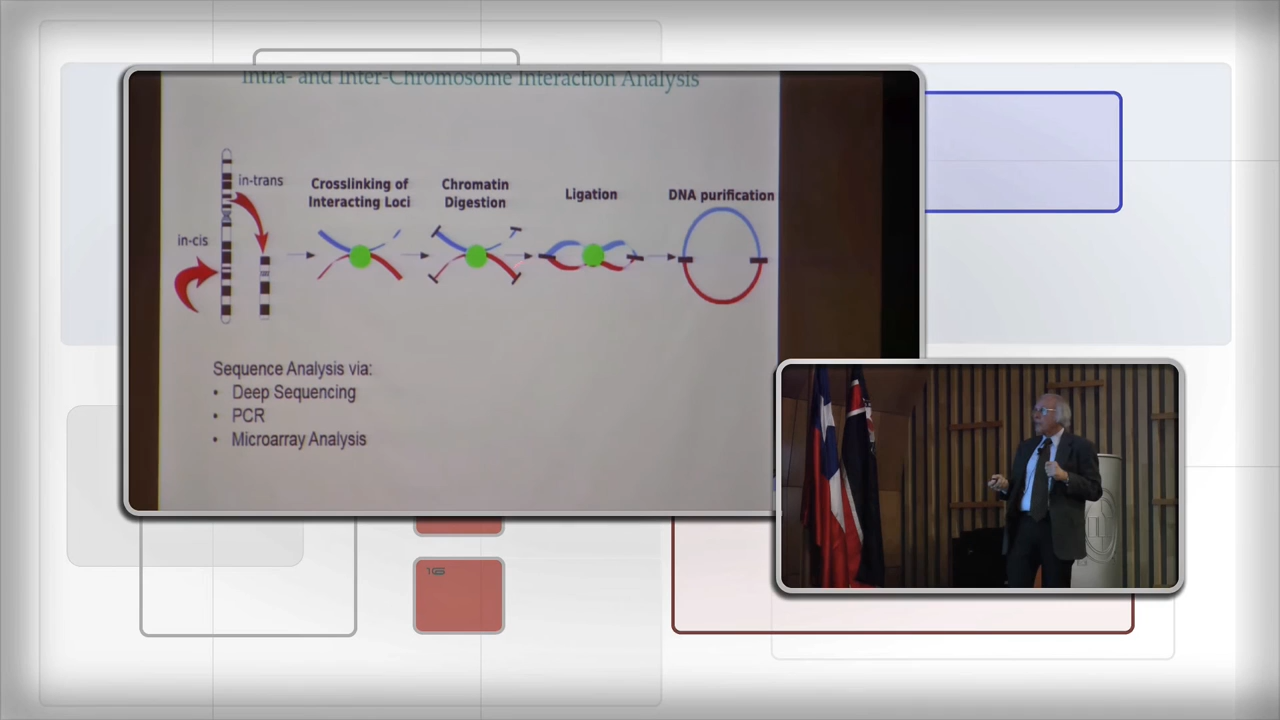 Intra- and Inter-Chromosome Interaction Analysis
in-trans
in-cis
Crosslinking of
Interacting Loci
Chromatin
Digestion
Ligation
DNA purification
Sequence Analysis via:
• Deep Sequencing
• PCR
• Microarray Analysis
16